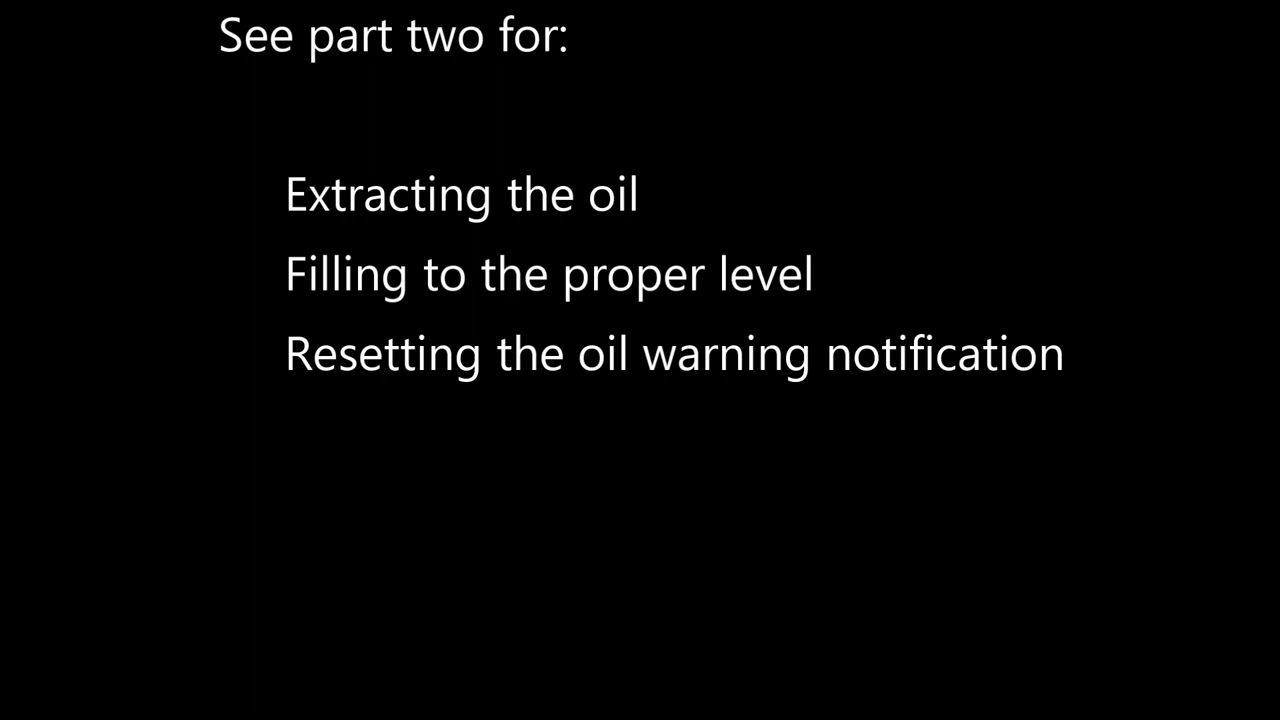 See part two for:
Extracting the oil
Filling to the proper level
Resetting the oil warning notification